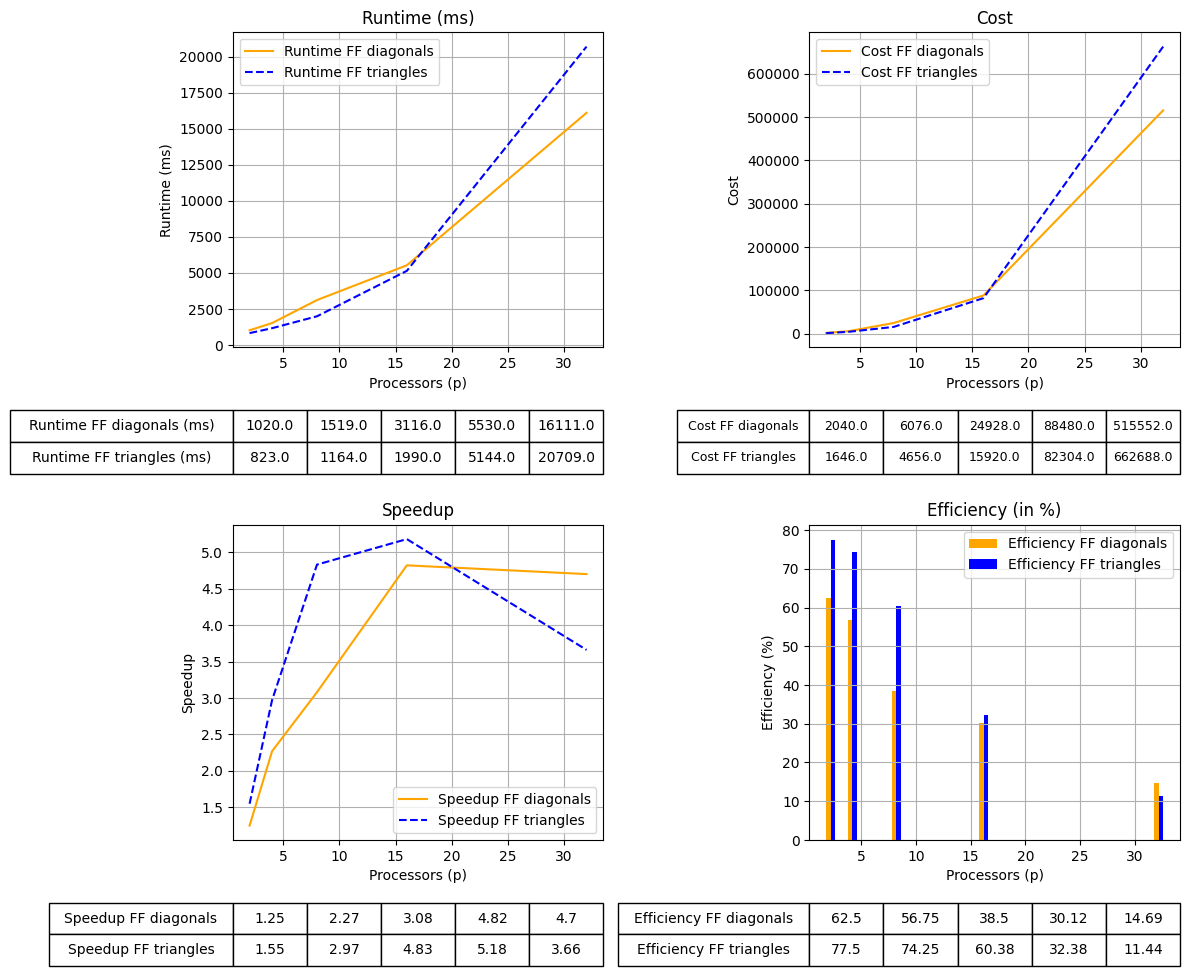 Runtime (ms)
20000
17500
15000
12500
10000
7500
5000
2500
0
Runtime (ms)
Runtime FF diagonals
Runtime FF triangles
5 10 15 20 25 30
Processors (p)
Runtime FF diagonals (ms) 1020.0 1519.0 3116.0 5530.0 16111.0
Runtime FF triangles (ms) 823.0 1164.0 1990.0 5144.0 20709.0
Cost
600000
500000
400000
300000
200000
100000
0
Cost
Cost FF diagonals
Cost FF triangles
5 10 15 20 25 30
Processors (p)
Cost FF diagonals 2040.0 6076.0 24928.0 88480.0 515552.0
Cost FF triangles 1646.0 4656.0 15920.0 82304.0 662688.0
Speedup
5.0
4.5
4.0
3.5
3.0
2.5
2.0
1.5
Speedup
Speedup FF diagonals
Speedup FF triangles
5 10 15 20 25 30
Processors (p)
Speedup FF diagonals 1.25 2.27 3.08 4.82 4.7
Speedup FF triangles 1.55 2.97 4.83 5.18 3.66
Efficiency (in %)
80
70
60
50
40
30
20
10
0
Efficiency (%)
Efficiency FF diagonals
Efficiency FF triangles
5 10 15 20 25 30
Processors (p)
Efficiency FF diagonals 62.5 56.75 38.5 30.12 14.69
Efficiency FF triangles 77.5 74.25 60.38 32.38 11.44